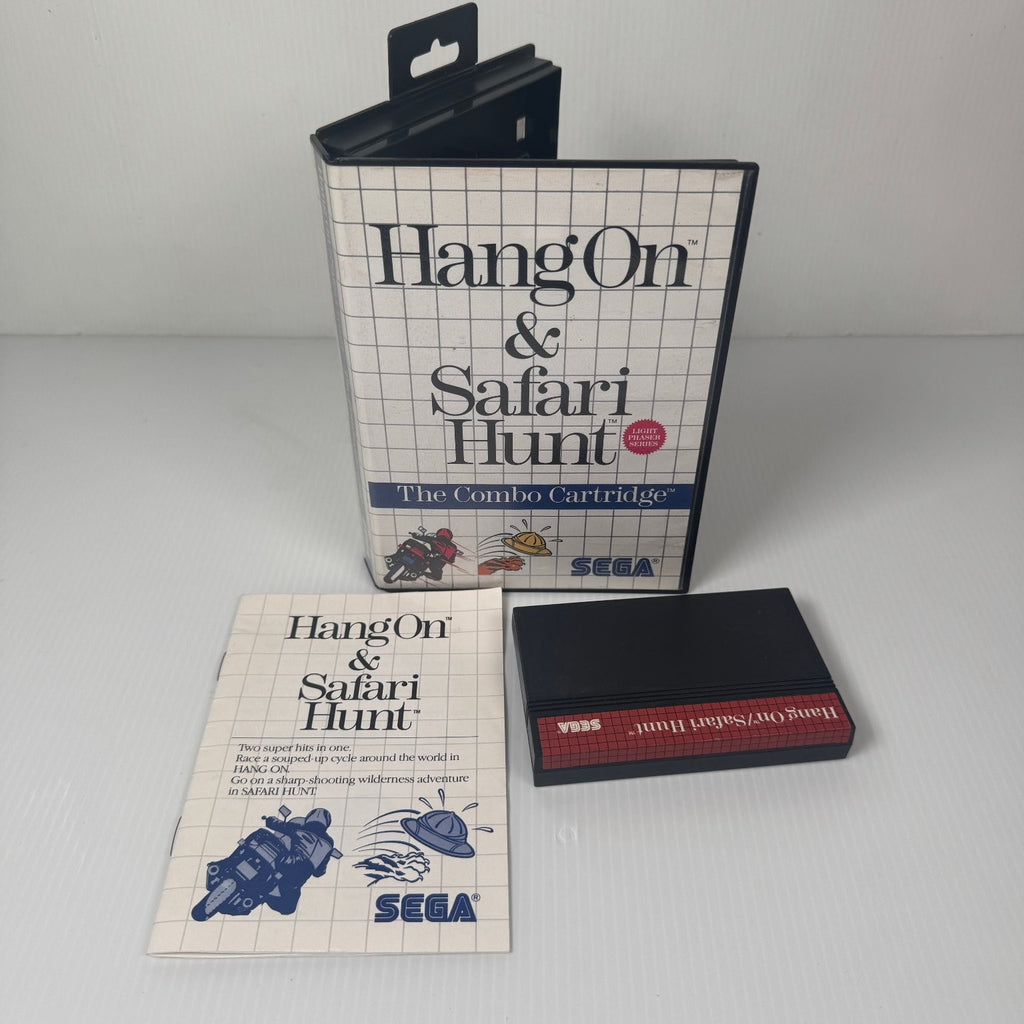 Hang On™
&
Safari
Hunt™
LIGHT
PHASER
SERIES
The Combo Cartridge™
SEGA®
Hang On™
&
Safari
Hunt™
Two super hits in one.
Race a souped-up cycle around the world in
HANG ON.
Go on a sharp-shooting wilderness adventure
in SAFARI HUNT.
SEGA®
Hang On™/Safari Hunt™
SEGA